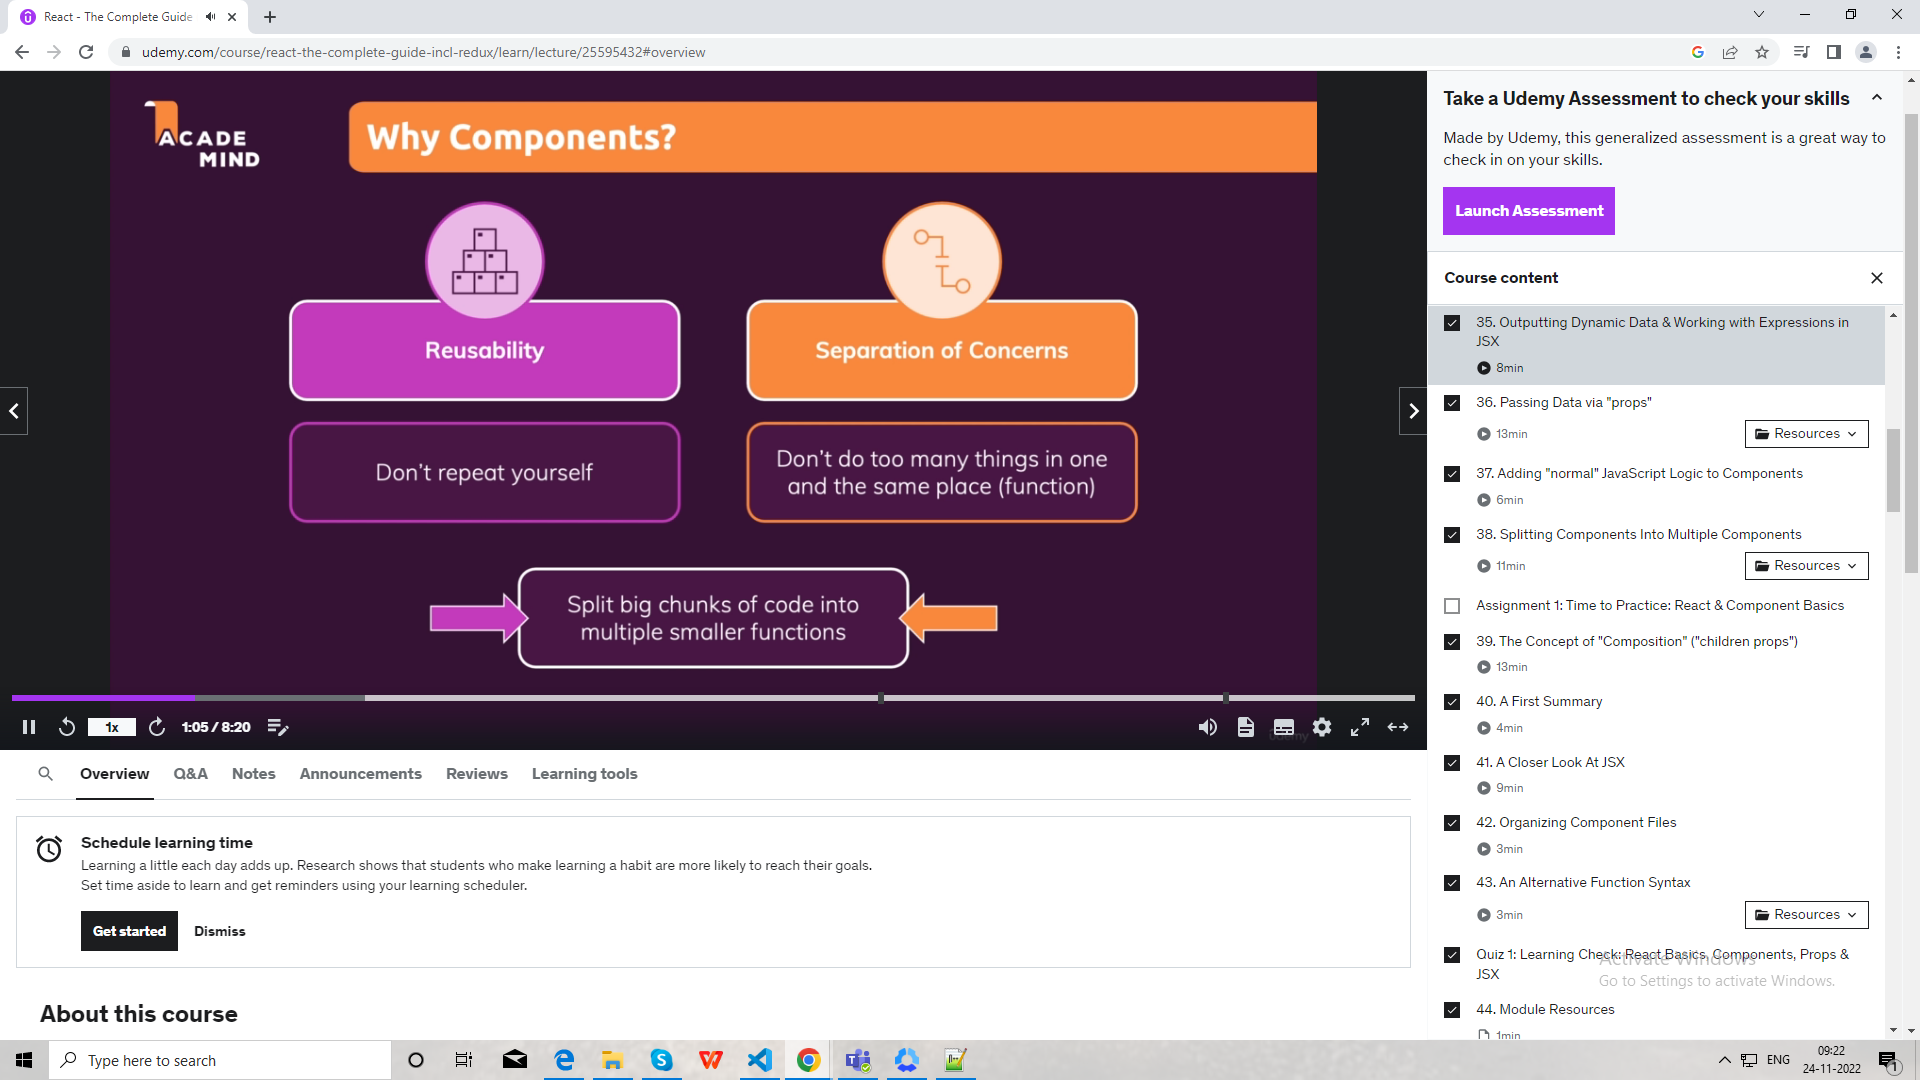 React - The Complete Guide
udemy.com/course/react-the-complete-guide-incl-redux/learn/lecture/25595432#overview
ACADE
MIND
Why Components?
Reusability
Separation of Concerns
Don't repeat yourself
Don't do too many things in one
and the same place (function)
Split big chunks of code into
multiple smaller functions
1x
1:05 / 8:20
Udemy
Overview
Q&A
Notes
Announcements
Reviews
Learning tools
Schedule learning time
Learning a little each day adds up. Research shows that students who make learning a habit are more likely to reach their goals.
Set time aside to learn and get reminders using your learning scheduler.
Get started
Dismiss
About this course
Take a Udemy Assessment to check your skills
Made by Udemy, this generalized assessment is a great way to
check in on your skills.
Launch Assessment
Course content
35. Outputting Dynamic Data & Working with Expressions in
JSX
8min
36. Passing Data via "props"
13min
Resources
37. Adding "normal" JavaScript Logic to Components
6min
38. Splitting Components Into Multiple Components
11min
Resources
Assignment 1: Time to Practice: React & Component Basics
39. The Concept of "Composition" ("children props")
13min
40. A First Summary
4min
41. A Closer Look At JSX
9min
42. Organizing Component Files
3min
43. An Alternative Function Syntax
3min
Resources
Quiz 1: Learning Check: React Basics, Components, Props &
JSX
Activate Windows
Go to Settings to activate Windows.
44. Module Resources
1min
Type here to search
ENG
09:22
24-11-2022
1